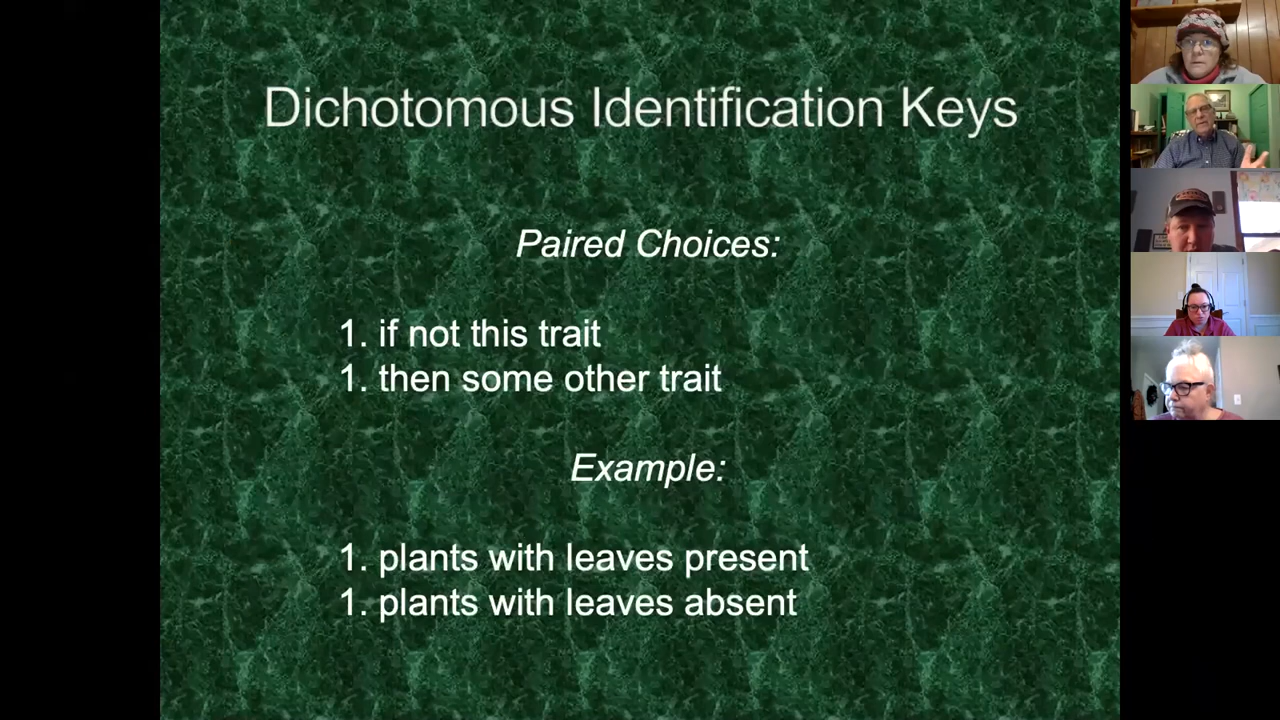 Dichotomous Identification Keys
Paired Choices:
1. if not this trait
1. then some other trait
Example:
1. plants with leaves present
1. plants with leaves absent